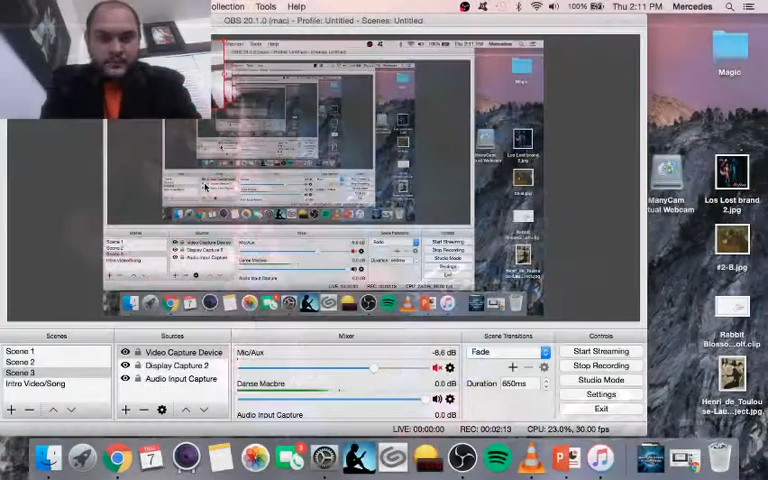 ollection Tools Help
100% Thu 2:11 PM Mercedes
OBS 20.1.0 (mac) - Profile: Untitled - Scenes: Untitled
Magic
ManyCam
tual Webcam
Los Lost brand
2.jpg
#2-B.jpg
Rabbit
Blosso...olf.clip
Henri_de_Toulou
se-Lau...ject.jpg
Scenes
Scene 1
Scene 2
Scene 3
Intro Video/Song
Sources
Video Capture Device
Display Capture 2
Audio Input Capture
Mixer
Mic/Aux -8.6 dB
Danse Macbre 0.0 dB
Audio Input Capture 0.0 dB
Scene Transitions
Fade
Duration 650ms
Controls
Start Streaming
Stop Recording
Studio Mode
Settings
Exit
LIVE: 00:00:00 REC: 00:02:13 CPU: 23.0%, 30.00 fps
7
3